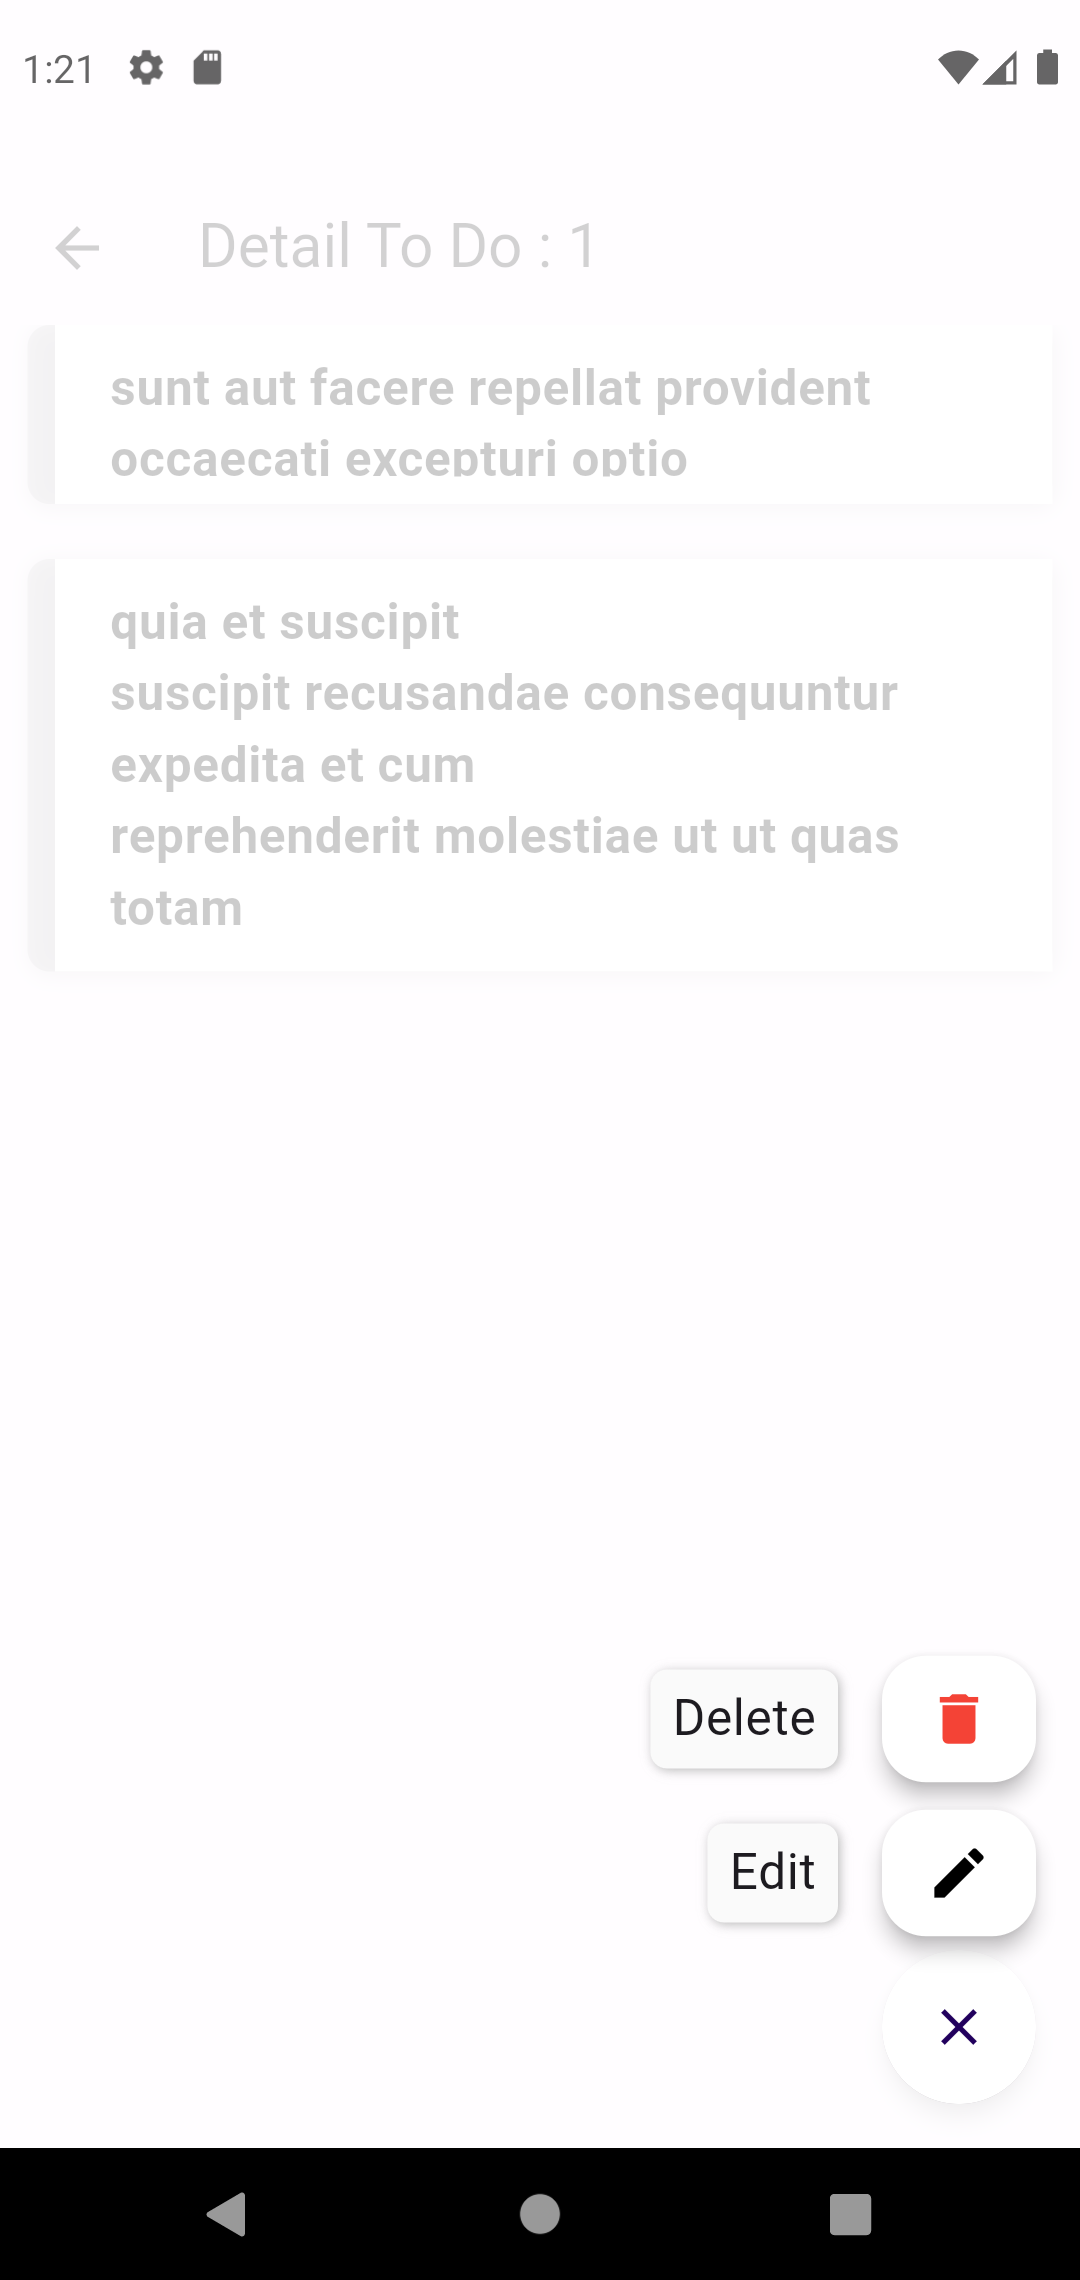 1:21
Detail To Do : 1
sunt aut facere repellat provident
occaecati excepturi optio
quia et suscipit
suscipit recusandae consequuntur
expedita et cum
reprehenderit molestiae ut ut quas
totam
Delete
Edit